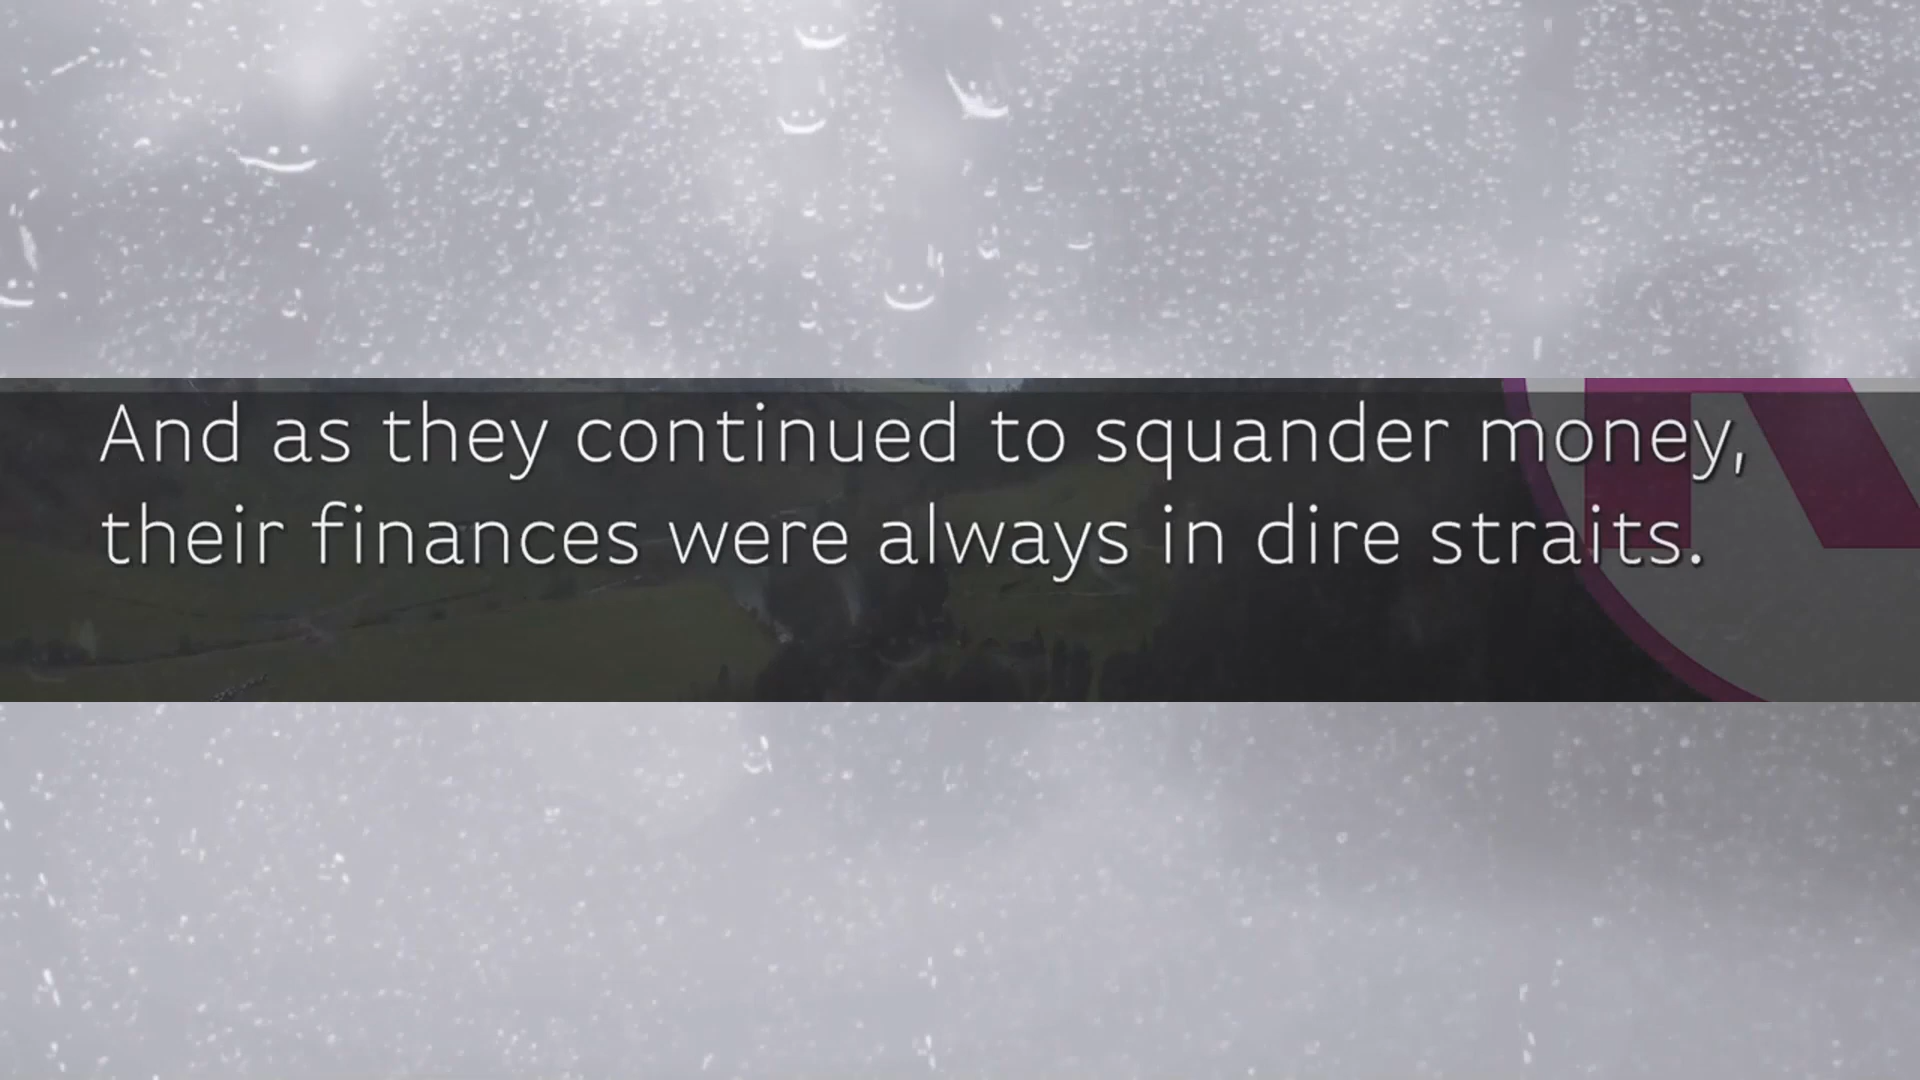 And as they continued to squander money,
their finances were always in dire straits.